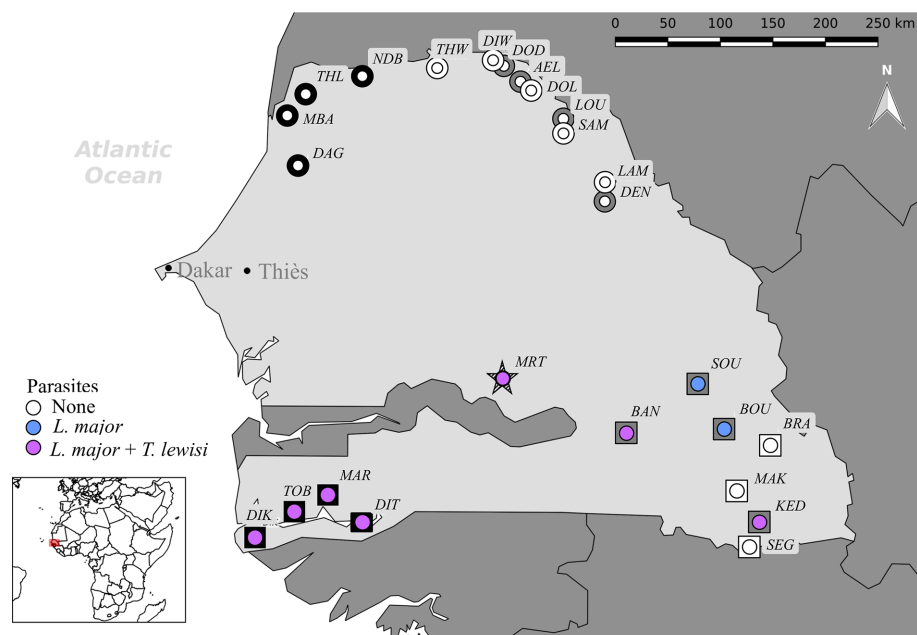 0 50 100 150 200 250 km
N
DIW
THW
DOD
NDB
AEL
THL
DOL
LOU
MBA
SAM
Atlantic
Ocean
DAG
LAM
DEN
Dakar
Thiès
MRT
SOU
Parasites
None
L. major
L. major + T. lewisi
BAN
BOU
BRA
MAR
MAK
TOB
DIT
KED
DIK
SEG